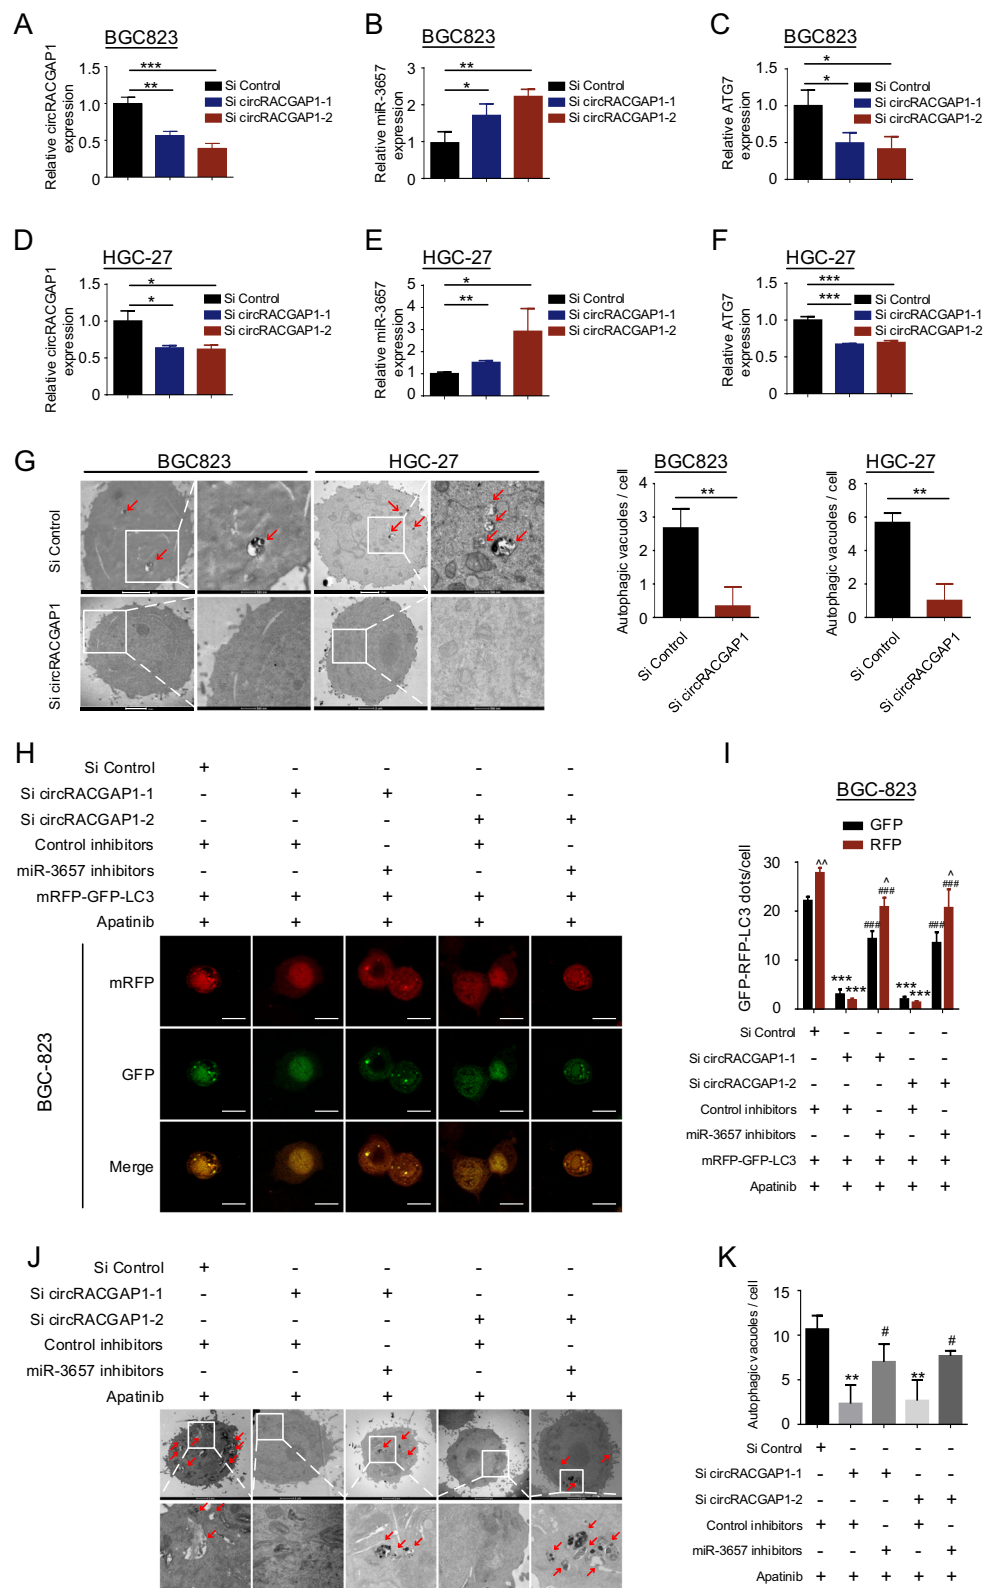 A
BGC823
Relative circRACGAP1
expression
1.5
1.0
0.5
0
***
**
Si Control
Si circRACGAP1-1
Si circRACGAP1-2
B
BGC823
Relative miR-3657
expression
3
2
1
0
**
*
Si Control
Si circRACGAP1-1
Si circRACGAP1-2
C
BGC823
Relative ATG7
expression
1.5
1.0
0.5
0
*
*
Si Control
Si circRACGAP1-1
Si circRACGAP1-2
D
HGC-27
Relative circRACGAP1
expression
1.5
1.0
0.5
0
*
*
Si Control
Si circRACGAP1-1
Si circRACGAP1-2
E
HGC-27
Relative miR-3657
expression
5
4
3
2
1
0
*
**
Si Control
Si circRACGAP1-1
Si circRACGAP1-2
F
HGC-27
Relative ATG7
expression
1.5
1.0
0.5
0
***
***
Si Control
Si circRACGAP1-1
Si circRACGAP1-2
G
BGC823
HGC-27
Si Control
Si circRACGAP1
BGC823
Autophagic vacuoles / cell
4
3
2
1
0
**
Si Control
Si circRACGAP1
HGC-27
Autophagic vacuoles / cell
8
6
4
2
0
**
Si Control
Si circRACGAP1
H
Si Control + - - - -
Si circRACGAP1-1 - + + - -
Si circRACGAP1-2 - - - + +
Control inhibitors + + - + -
miR-3657 inhibitors - - + - +
mRFP-GFP-LC3 + + + + +
Apatinib + + + + +
BGC-823
mRFP
GFP
Merge
I
BGC-823
GFP
RFP
GFP-RFP-LC3 dots/cell
30
20
10
0
^^
***
***
###
^
###
***
***
###
^
###
Si Control + - - - -
Si circRACGAP1-1 - + + - -
Si circRACGAP1-2 - - - + +
Control inhibitors + + - + -
miR-3657 inhibitors - - + - +
mRFP-GFP-LC3 + + + + +
Apatinib + + + + +
J
Si Control + - - - -
Si circRACGAP1-1 - + + - -
Si circRACGAP1-2 - - - + +
Control inhibitors + + - + -
miR-3657 inhibitors - - + - +
Apatinib + + + + +
K
Autophagic vacuoles / cell
15
10
5
0
**
#
**
#
Si Control + - - - -
Si circRACGAP1-1 - + + - -
Si circRACGAP1-2 - - - + +
Control inhibitors + + - + -
miR-3657 inhibitors - - + - +
Apatinib + + + + +